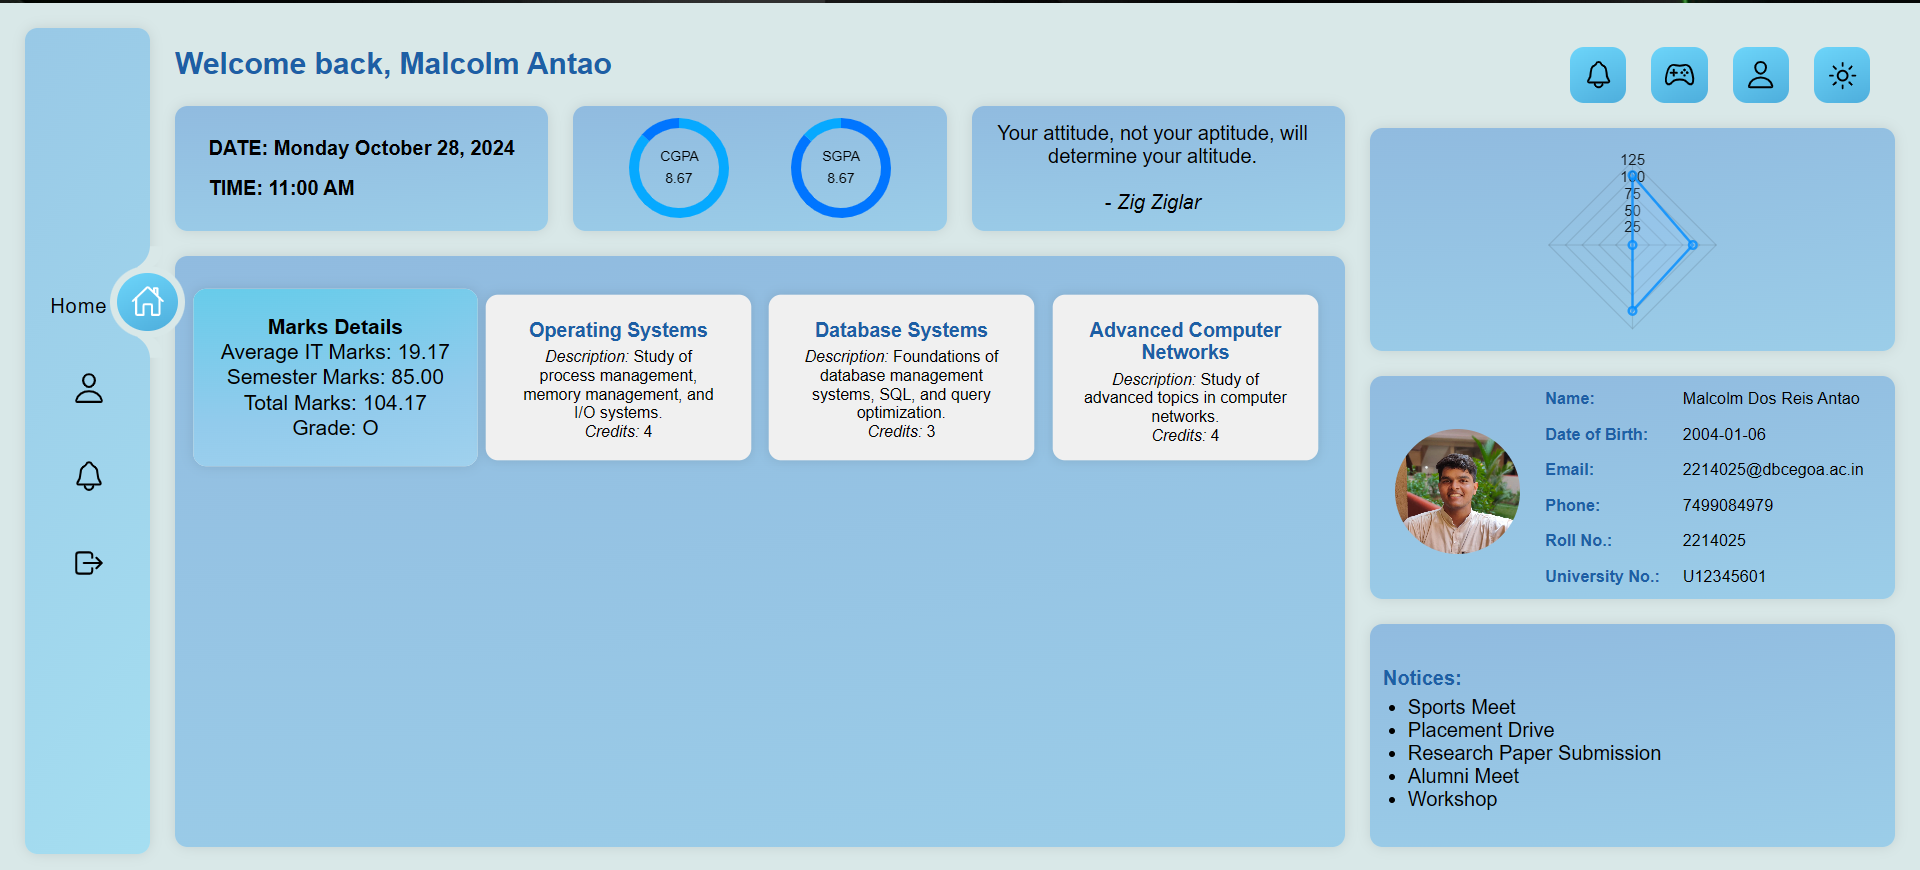 Welcome back, Malcolm Antao
DATE: Monday October 28, 2024
TIME: 11:00 AM
CGPA
8.67
SGPA
8.67
Your attitude, not your aptitude, will
determine your altitude.
- Zig Ziglar
125
100
75
50
25
Home
Marks Details
Average IT Marks: 19.17
Semester Marks: 85.00
Total Marks: 104.17
Grade: O
Operating Systems
Description: Study of
process management,
memory management, and
I/O systems.
Credits: 4
Database Systems
Description: Foundations of
database management
systems, SQL, and query
optimization.
Credits: 3
Advanced Computer
Networks
Description: Study of
advanced topics in computer
networks.
Credits: 4
Name: Malcolm Dos Reis Antao
Date of Birth: 2004-01-06
Email: 2214025@dbcegoa.ac.in
Phone: 7499084979
Roll No.: 2214025
University No.: U12345601
Notices:
• Sports Meet
• Placement Drive
• Research Paper Submission
• Alumni Meet
• Workshop